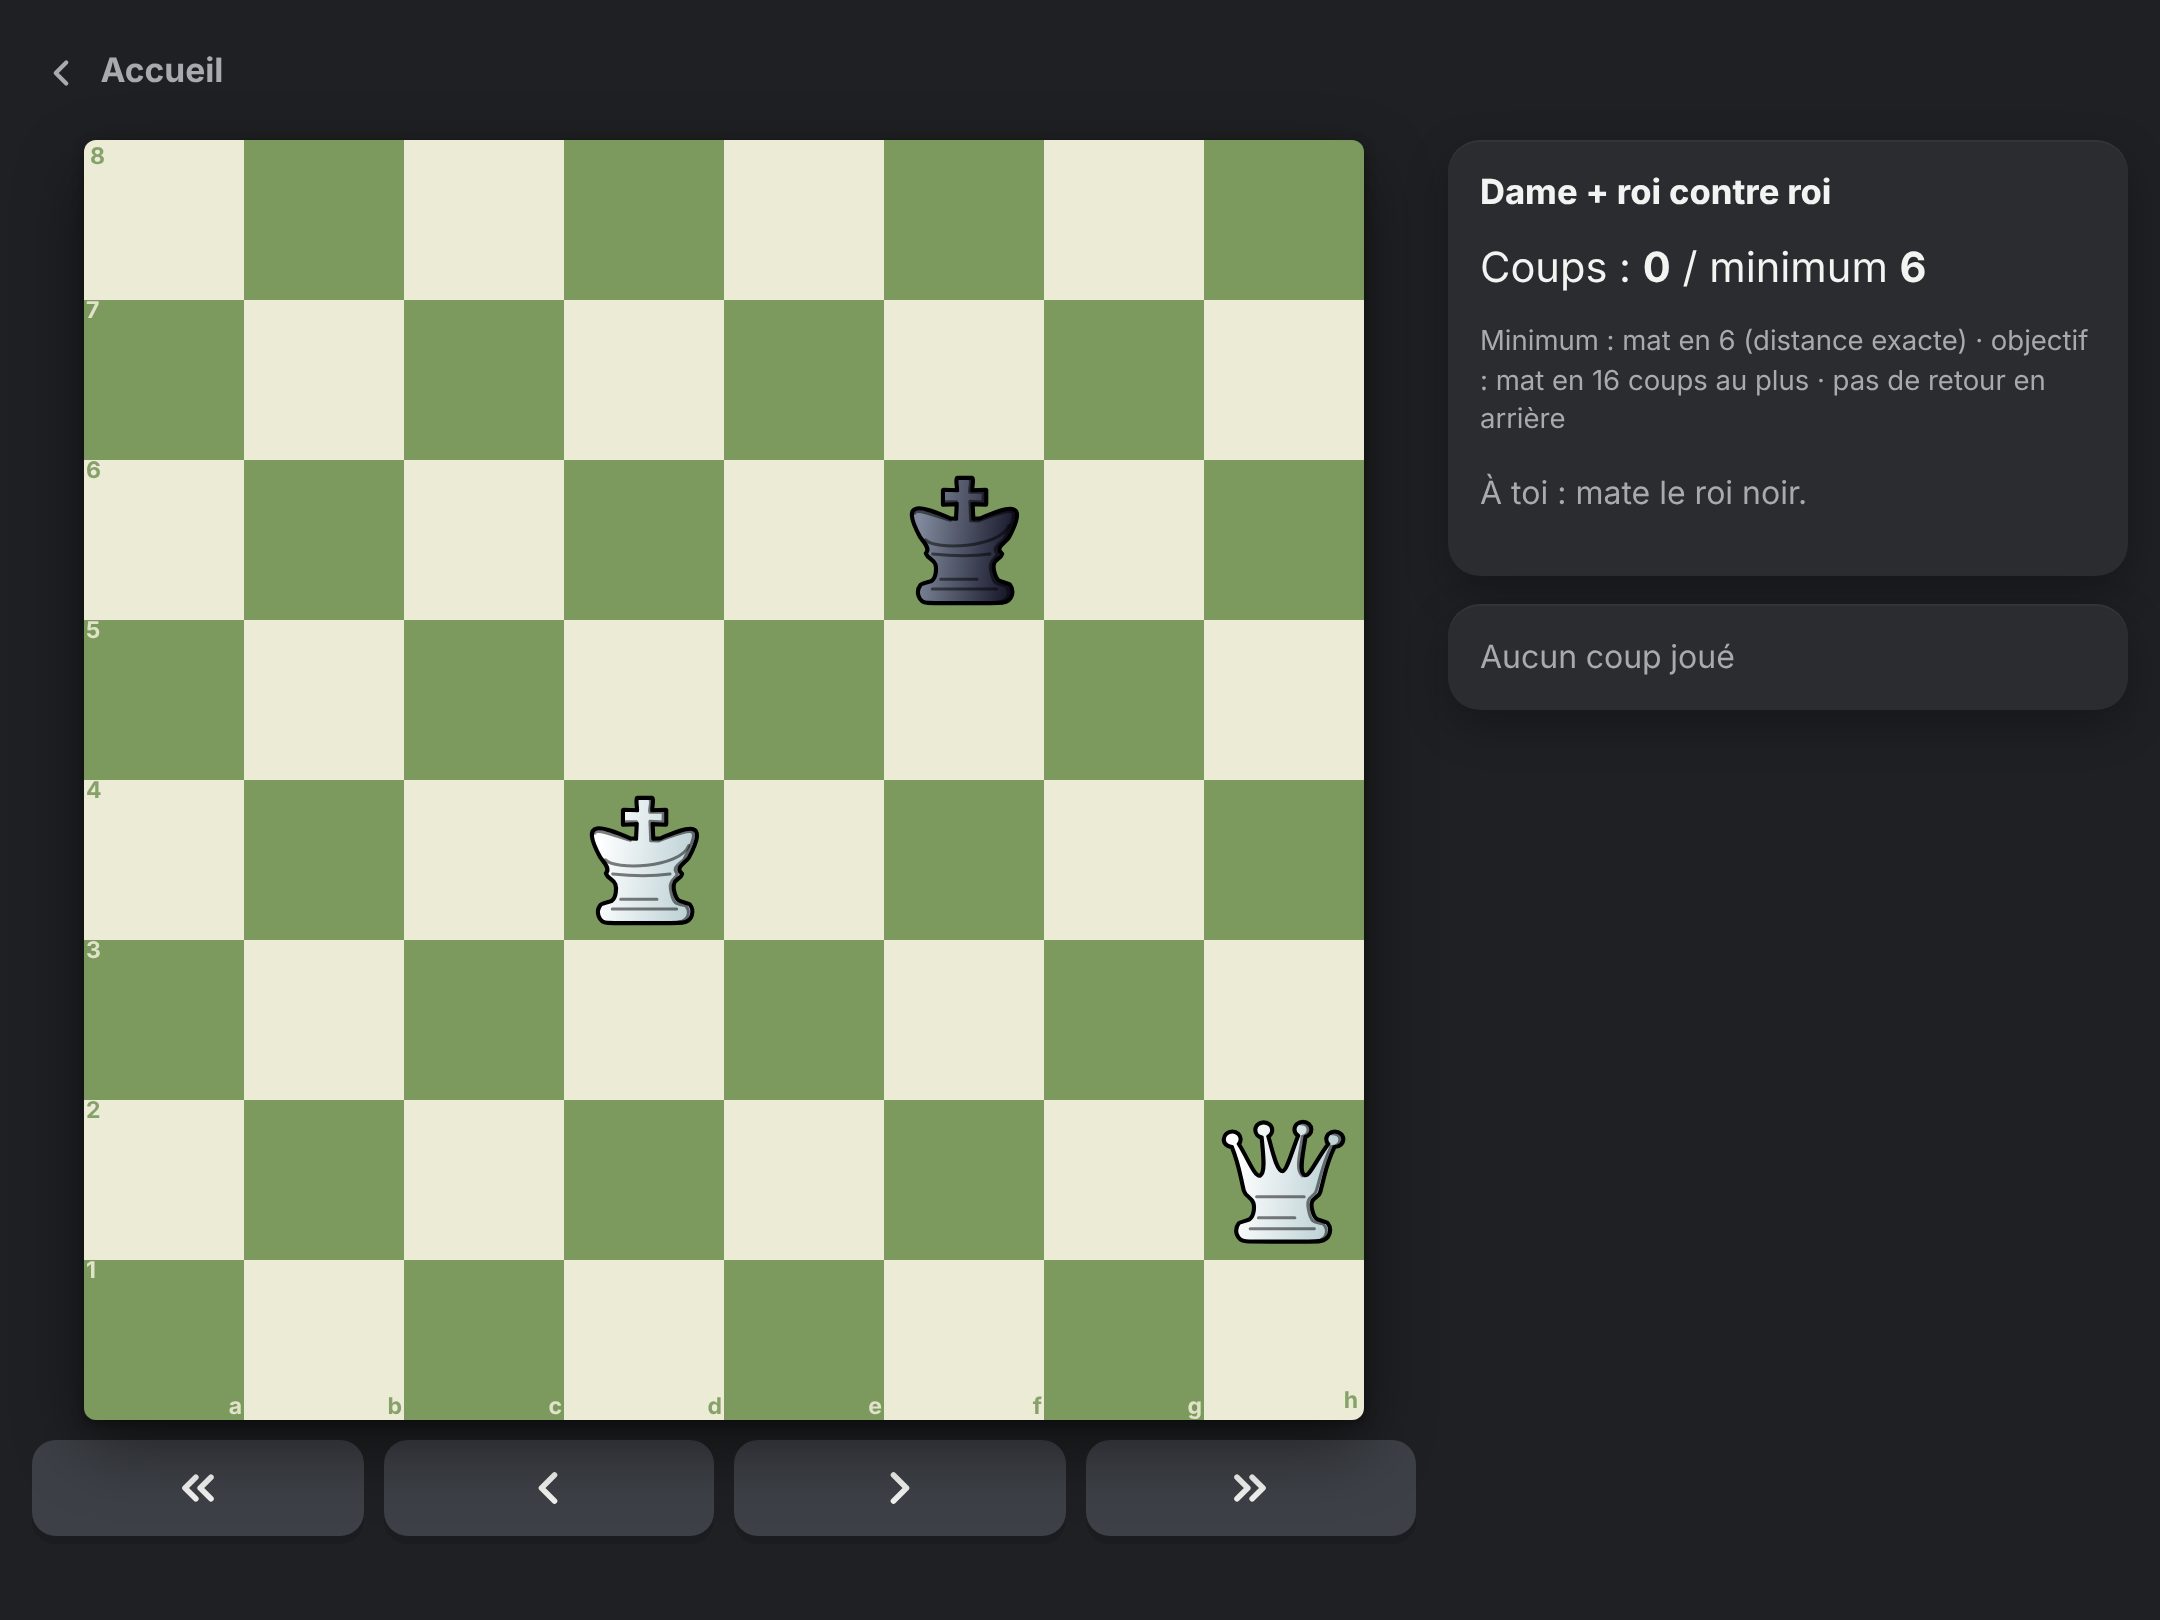 Accueil
8
7
6
5
4
3
2
1
a b c d e f g h
Dame + roi contre roi
Coups : 0 / minimum 6
Minimum : mat en 6 (distance exacte) · objectif
: mat en 16 coups au plus · pas de retour en
arrière
À toi : mate le roi noir.
Aucun coup joué